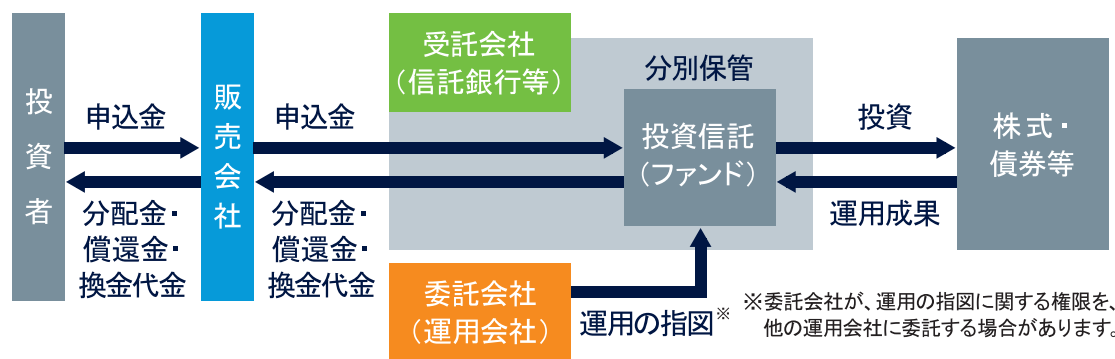 投資者
申込金
分配金・
償還金・
換金代金
販売会社
申込金
分配金・
償還金・
換金代金
受託会社
（信託銀行等）
分別保管
投資信託
（ファンド）
委託会社
（運用会社）
運用の指図※
投資
運用成果
株式・
債券等
※委託会社が、運用の指図に関する権限を、
他の運用会社に委託する場合があります。